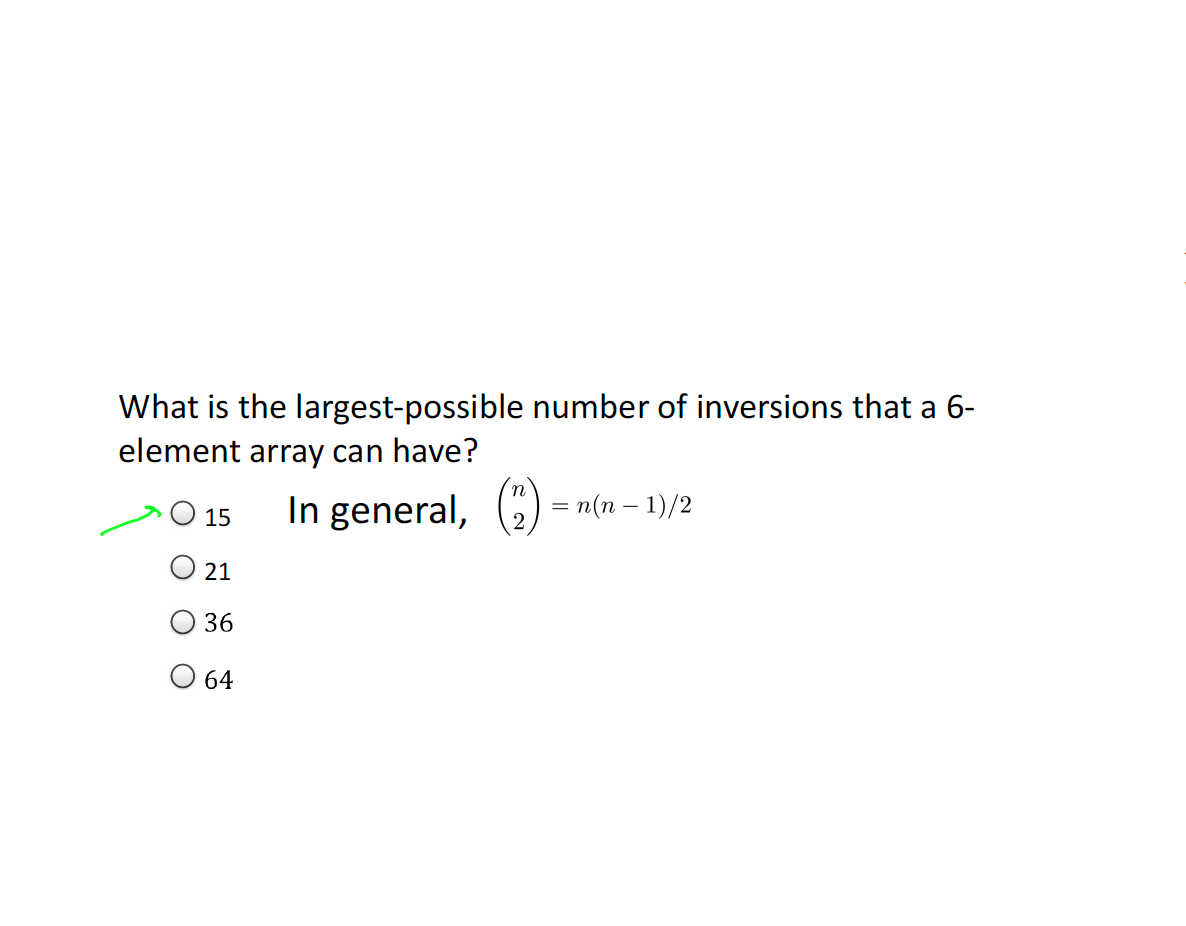 What is the largest-possible number of inversions that a 6-
element array can have?
15 In general, (n 2) = n(n − 1)/2
21
36
64